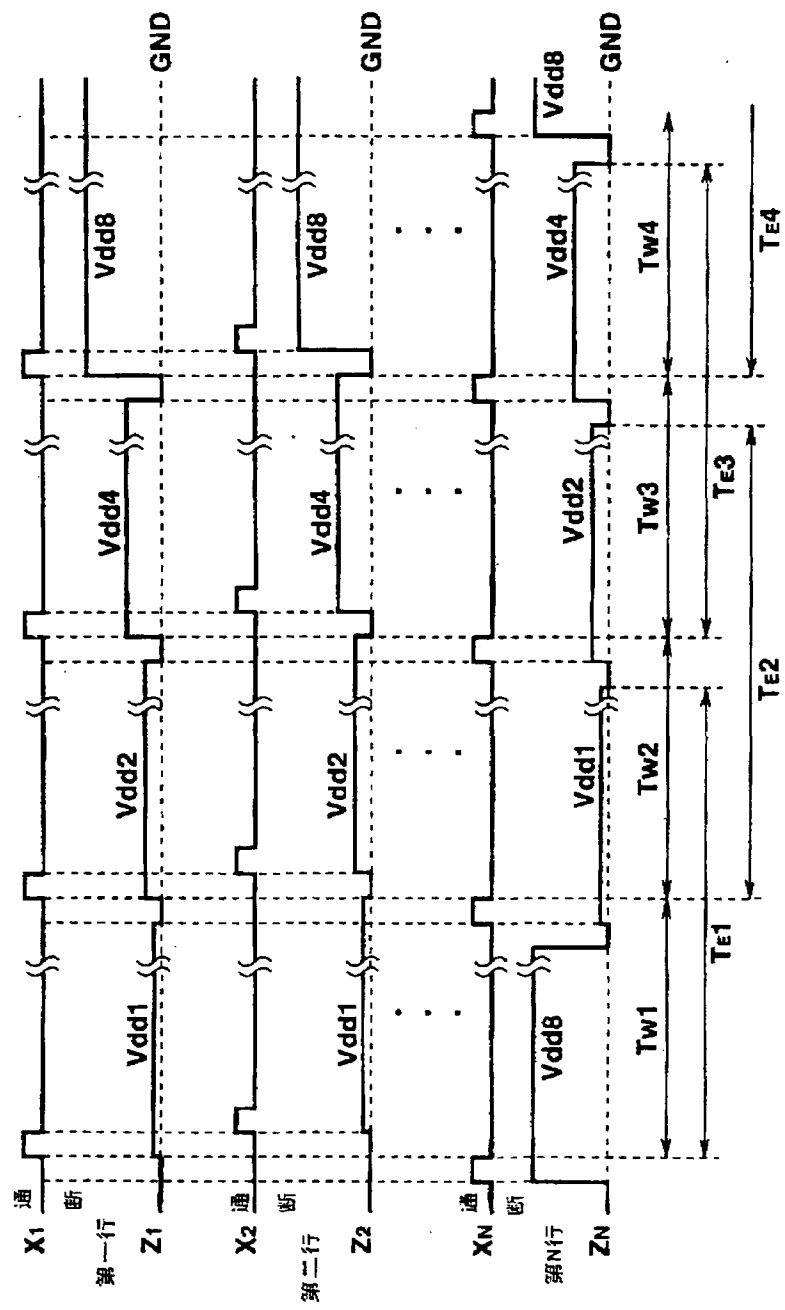 X1
通
断
第一行
Z1
Vdd1
Vdd2
Vdd4
Vdd8
GND
X2
通
断
第二行
Z2
Vdd1
Vdd2
Vdd4
Vdd8
GND
XN
通
断
第N行
ZN
Vdd8
Vdd1
Vdd2
Vdd4
Vdd8
GND
TW1
TW2
TW3
TW4
TE1
TE3
TE2
TE4